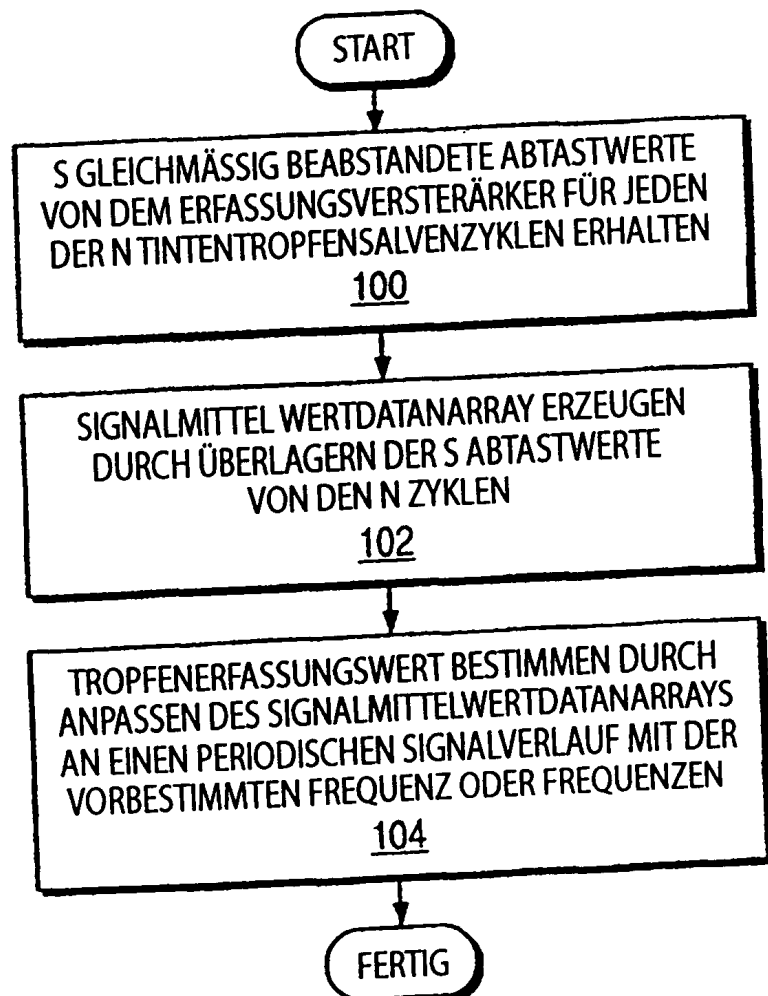 START
S GLEICHMÄSSIG BEABSTANDETE ABTASTWERTE
VON DEM ERFASSUNGSVERSTERÄRKER FÜR JEDEN
DER N TINTENTROPFENSALVENZYKLEN ERHALTEN
100
SIGNALMITTEL WERTDATANARRAY ERZEUGEN
DURCH ÜBERLAGERN DER S ABTASTWERTE
VON DEN N ZYKLEN
102
TROPFENERFASSUNGSWERT BESTIMMEN DURCH
ANPASSEN DES SIGNALMITTELWERTDATANARRAYS
AN EINEN PERIODISCHEN SIGNALVERLAUF MIT DER
VORBESTIMMTEN FREQUENZ ODER FREQUENZEN
104
FERTIG